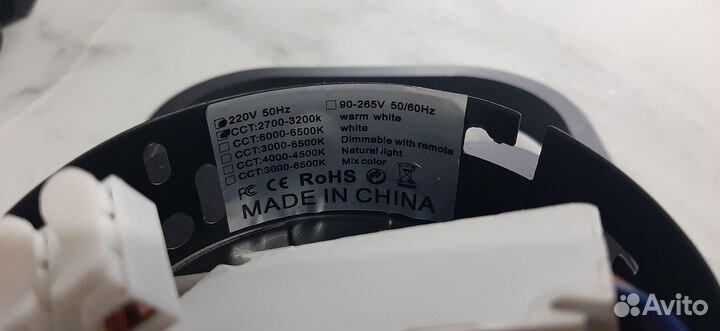 220V 50Hz 90-265V 50/60Hz
CCT:2700-3200k warm white
CCT:6000-6500K white
CCT:3000-6500K Dimmable with remote
CCT:4000-4500K Natural light
CCT:3000-6500K Mix color
FC CE RoHS
MADE IN CHINA
Avito